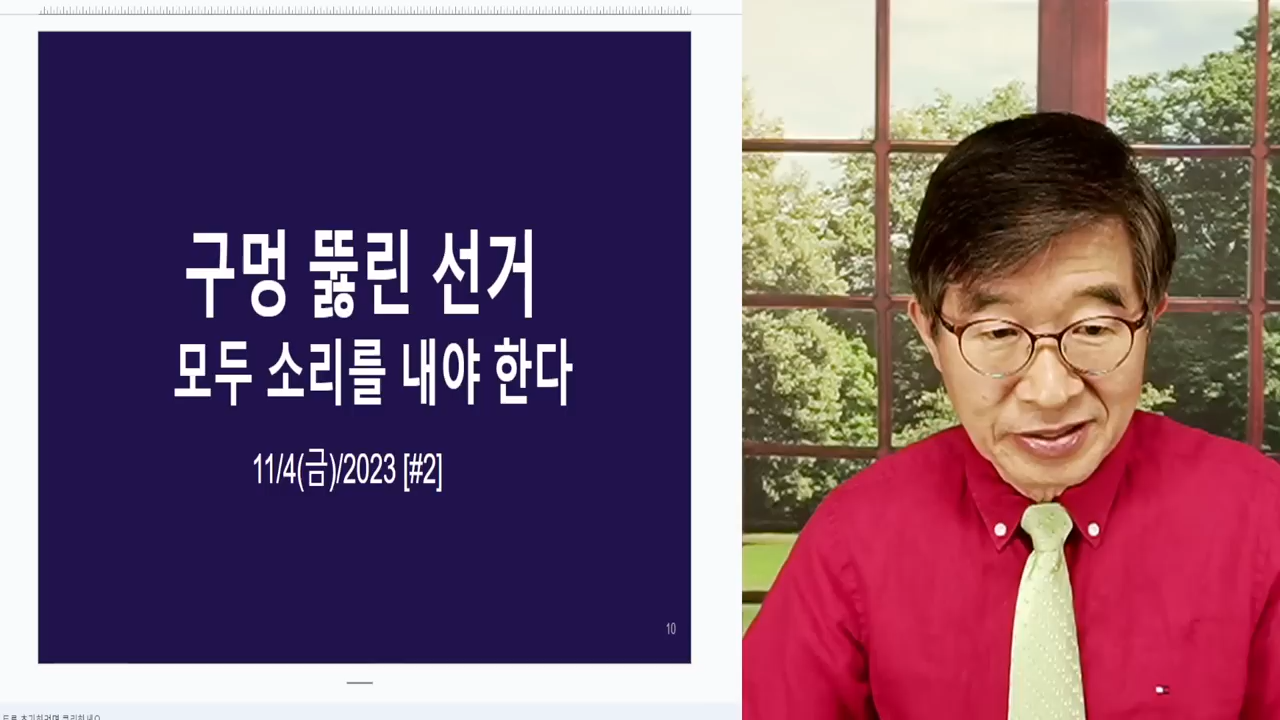 구멍 뚫린 선거
모두 소리를 내야 한다
11/4(금)/2023 [#2]
10